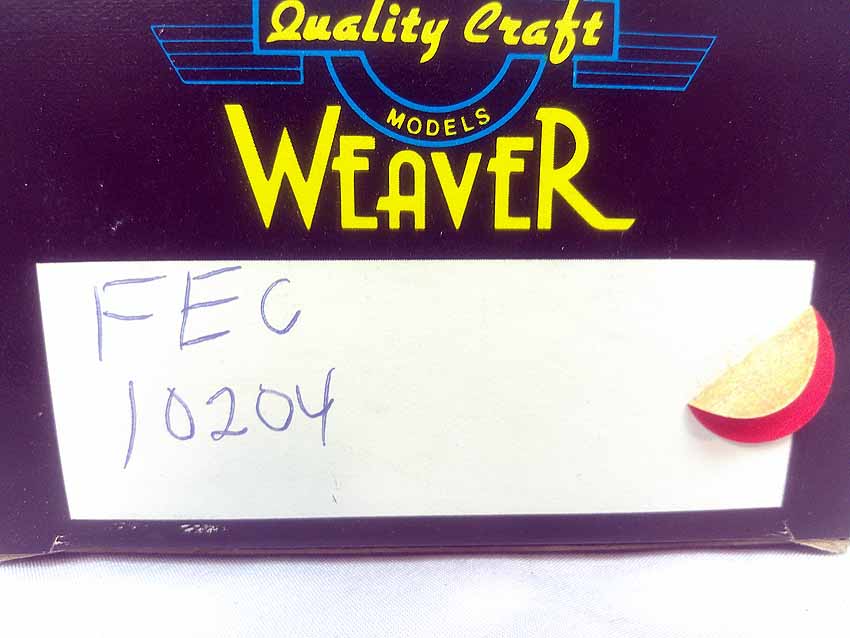 Quality Craft
MODELS
WEAVER
FEC
10204